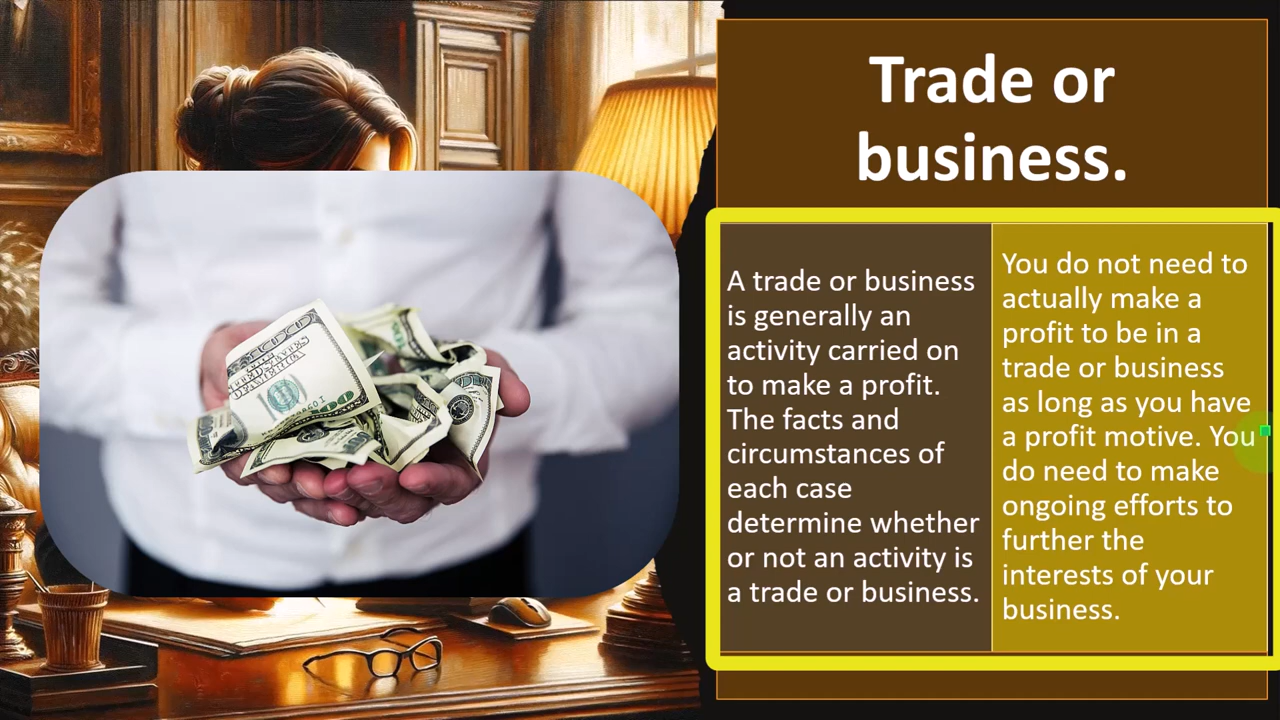 Trade or
business.
A trade or business
is generally an
activity carried on
to make a profit.
The facts and
circumstances of
each case
determine whether
or not an activity is
a trade or business.
You do not need to
actually make a
profit to be in a
trade or business
as long as you have
a profit motive. You
do need to make
ongoing efforts to
further the
interests of your
business.
100